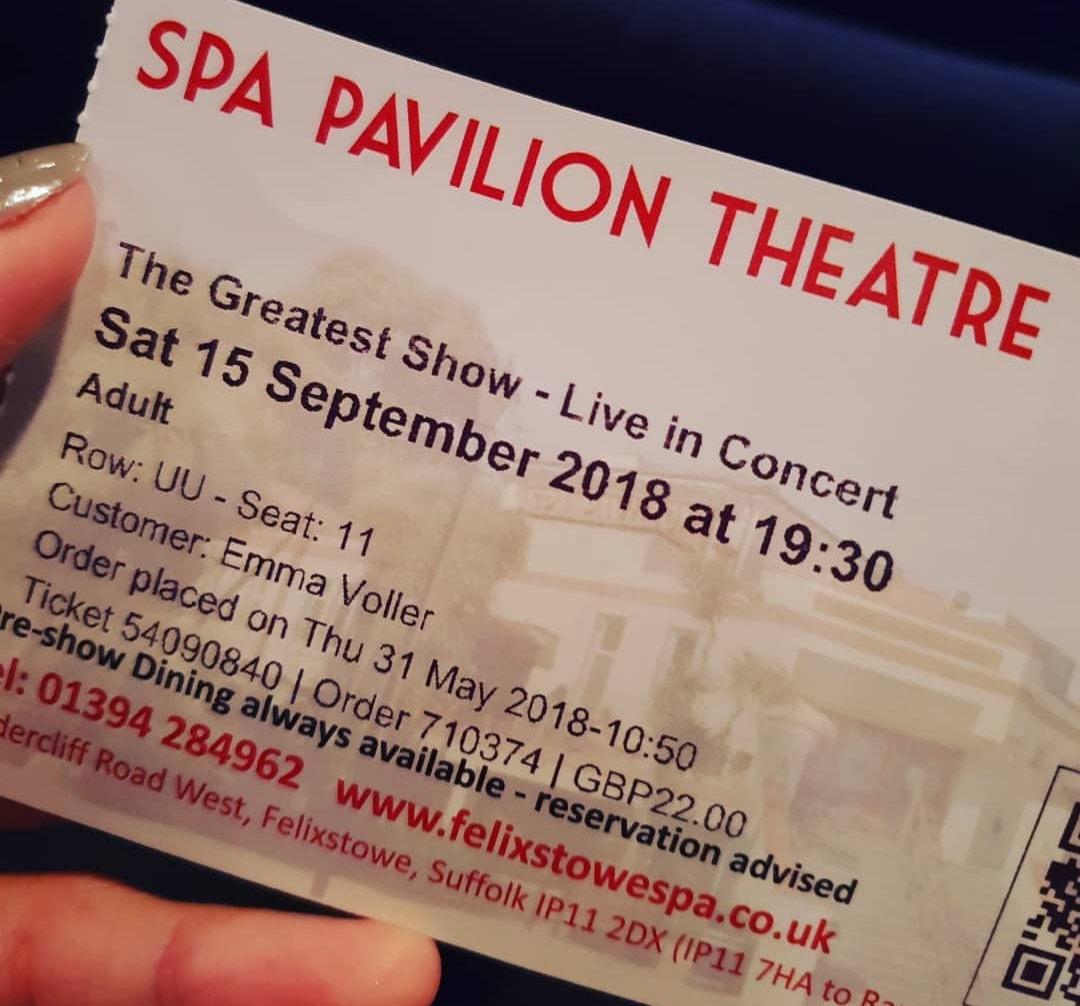 SPA PAVILION THEATRE
The Greatest Show - Live in Concert
Sat 15 September 2018 at 19:30
Adult
Row: UU - Seat: 11
Customer: Emma Voller
Order placed on Thu 31 May 2018-10:50
Ticket 54090840 | Order 710374 | GBP22.00
re-show Dining always available - reservation advised
el: 01394 284962 www.felixstowespa.co.uk
dercliff Road West, Felixstowe, Suffolk IP11 2DX (IP11 7HA to